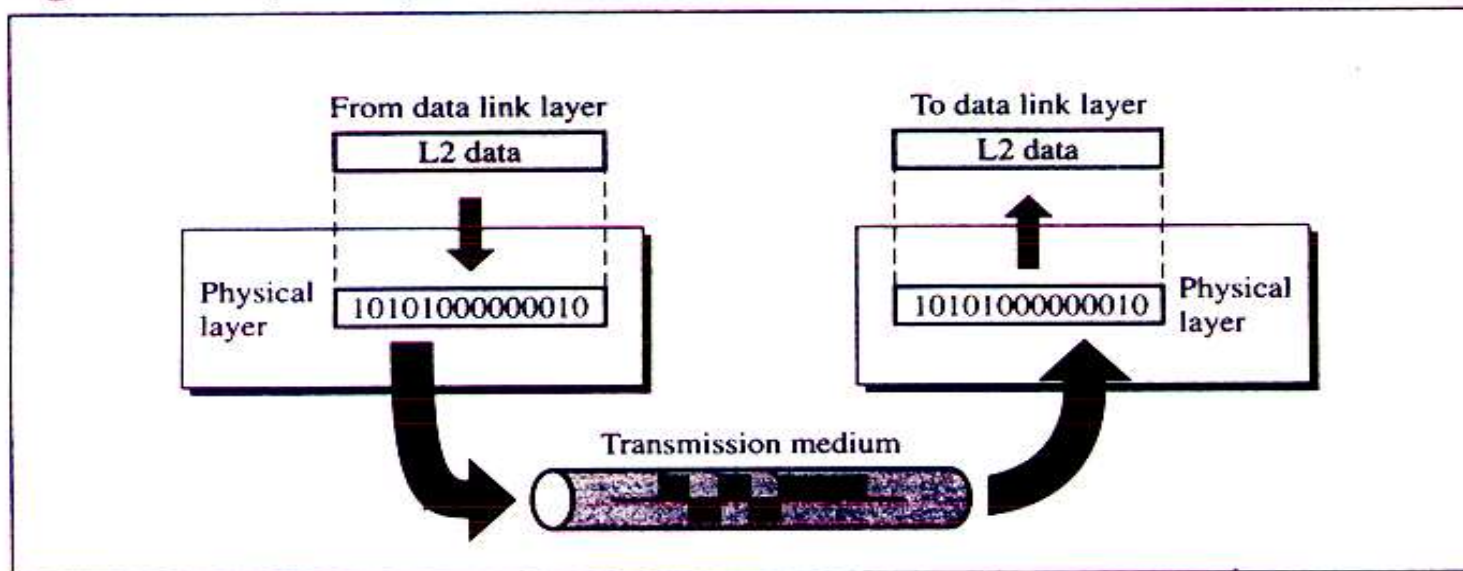 From data link layer
L2 data
Physical
layer
10101000000010
To data link layer
L2 data
10101000000010
Physical
layer
Transmission medium